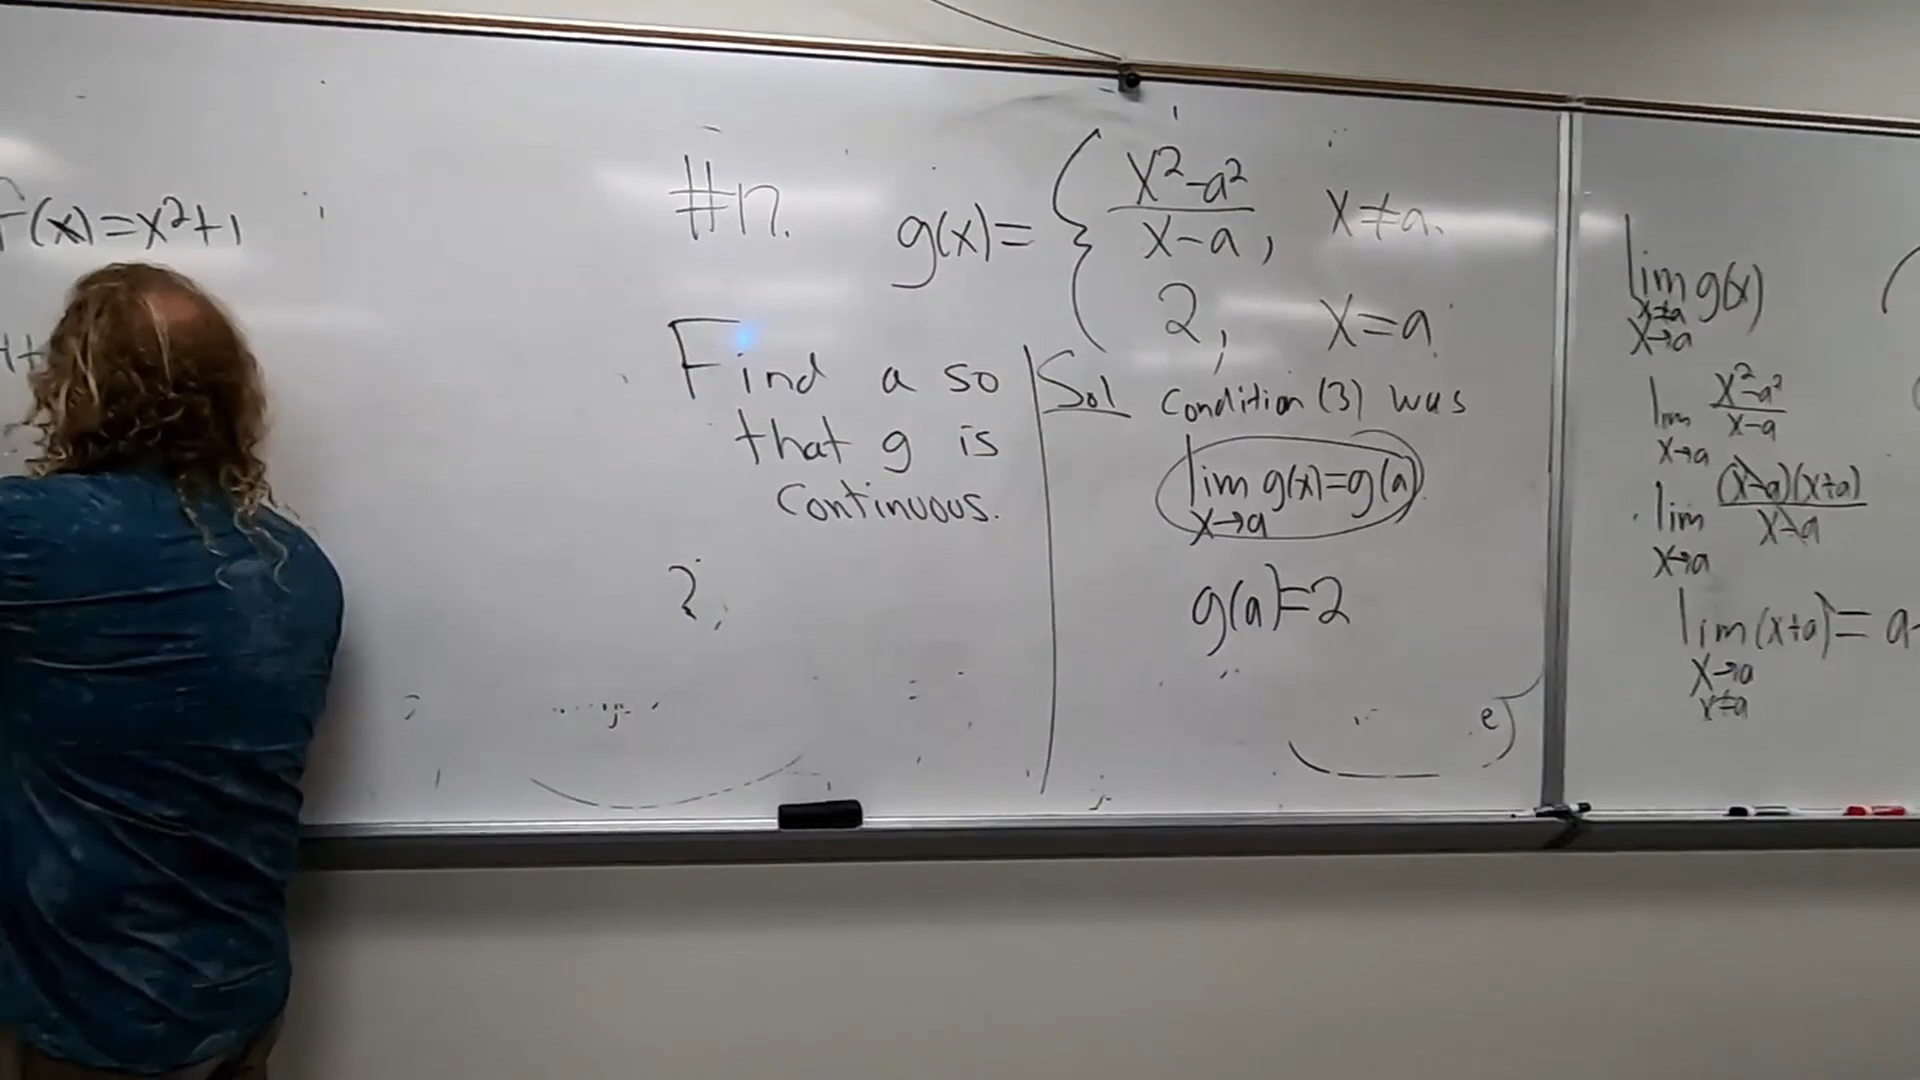 f(x)=x²+1
#n. g(x)= { x²-a² / x-a , x≠a.
2, x=a
Find a so
that g is
continuous.
2
Sol Condition (3) was
lim g(x)=g(a)
x→a
g(a)=2
e)
lim g(x)
x→a
x→a
lim x²-a² / x-a
x→a
lim (x-a)(x+a) / x-a
x→a
lim (x+a)= a
x→a
x≠a